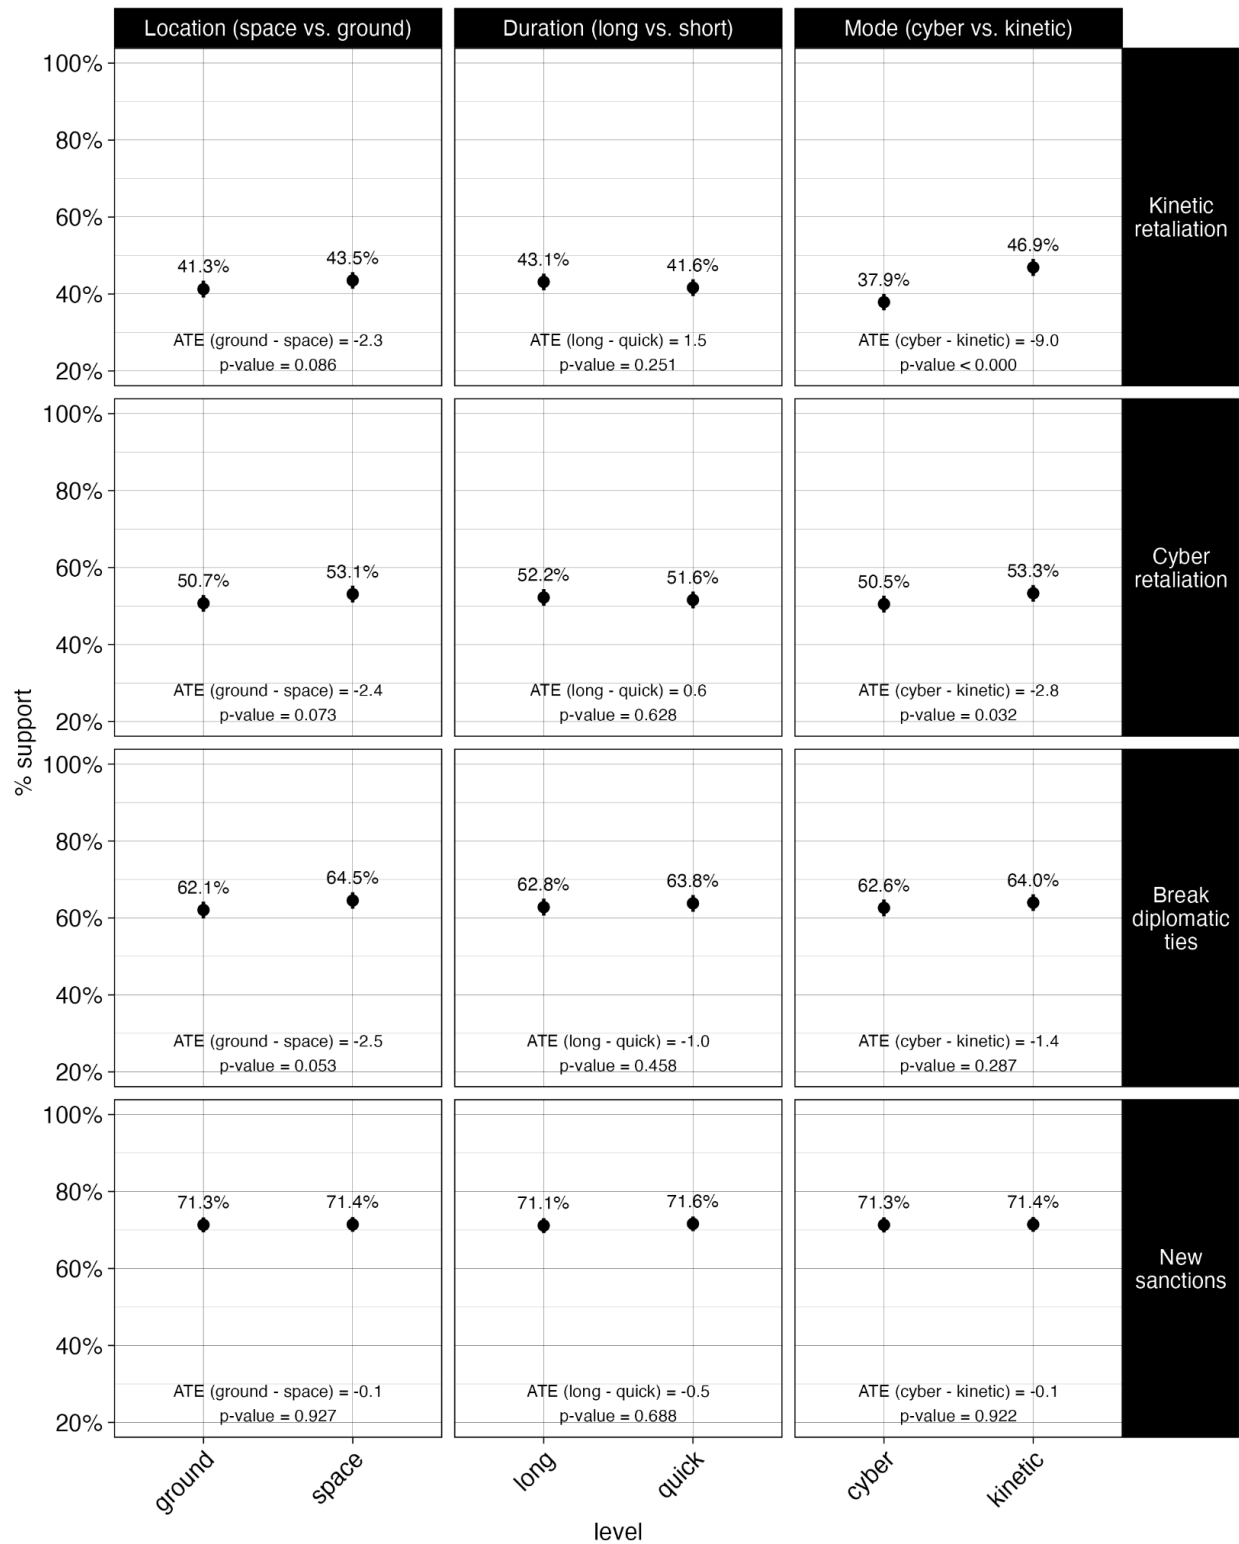 Location (space vs. ground)
Duration (long vs. short)
Mode (cyber vs. kinetic)
% support
100%
80%
60%
40%
20%
41.3%
43.5%
ATE (ground - space) = -2.3
p-value = 0.086
43.1%
41.6%
ATE (long - quick) = 1.5
p-value = 0.251
37.9%
46.9%
ATE (cyber - kinetic) = -9.0
p-value < 0.000
Kinetic
retaliation
100%
80%
60%
40%
20%
50.7%
53.1%
ATE (ground - space) = -2.4
p-value = 0.073
52.2%
51.6%
ATE (long - quick) = 0.6
p-value = 0.628
50.5%
53.3%
ATE (cyber - kinetic) = -2.8
p-value = 0.032
Cyber
retaliation
100%
80%
60%
40%
20%
62.1%
64.5%
ATE (ground - space) = -2.5
p-value = 0.053
62.8%
63.8%
ATE (long - quick) = -1.0
p-value = 0.458
62.6%
64.0%
ATE (cyber - kinetic) = -1.4
p-value = 0.287
Break
diplomatic
ties
100%
80%
60%
40%
20%
71.3%
71.4%
ATE (ground - space) = -0.1
p-value = 0.927
71.1%
71.6%
ATE (long - quick) = -0.5
p-value = 0.688
71.3%
71.4%
ATE (cyber - kinetic) = -0.1
p-value = 0.922
New
sanctions
ground
space
long
quick
cyber
kinetic
level